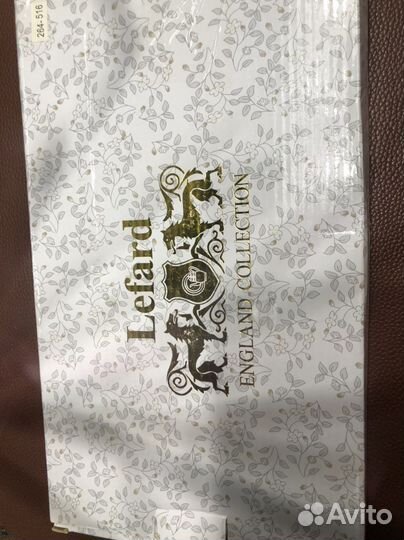 264-516
Lefard
ENGLAND COLLECTION
Avito